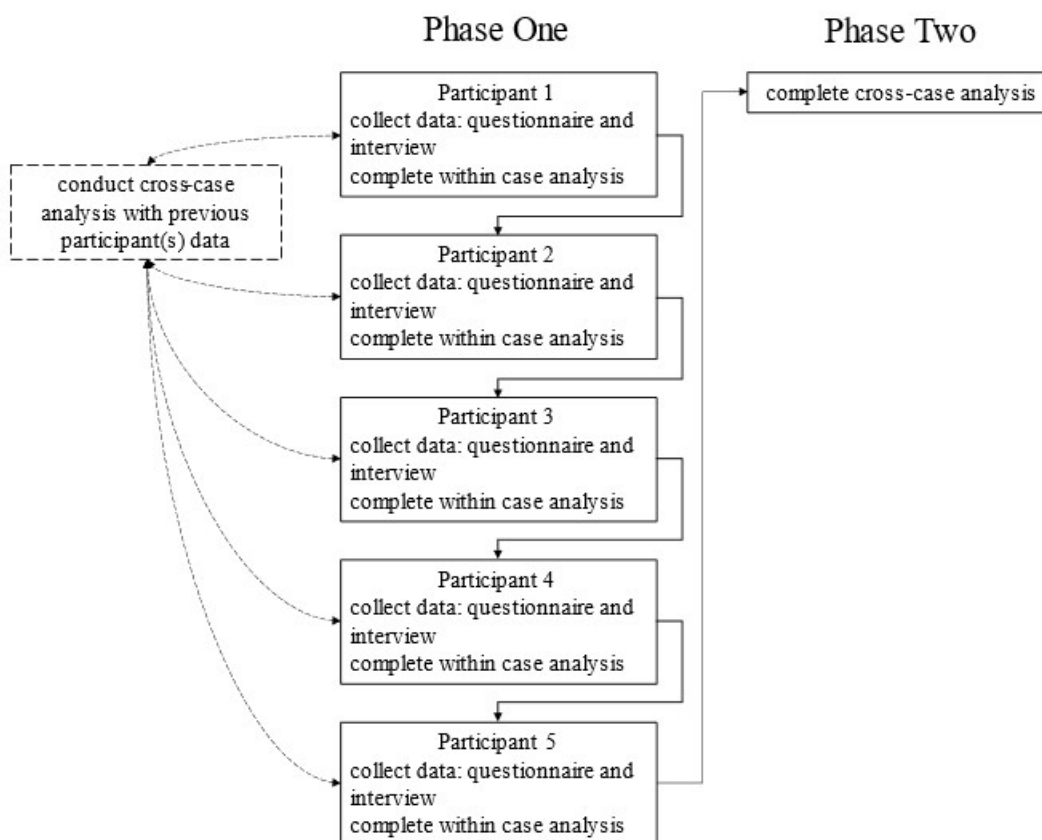 Phase One
Phase Two
Participant 1
collect data: questionnaire and
interview
complete within case analysis
complete cross-case analysis
conduct cross-case
analysis with previous
participant(s) data
Participant 2
collect data: questionnaire and
interview
complete within case analysis
Participant 3
collect data: questionnaire and
interview
complete within case analysis
Participant 4
collect data: questionnaire and
interview
complete within case analysis
Participant 5
collect data: questionnaire and
interview
complete within case analysis